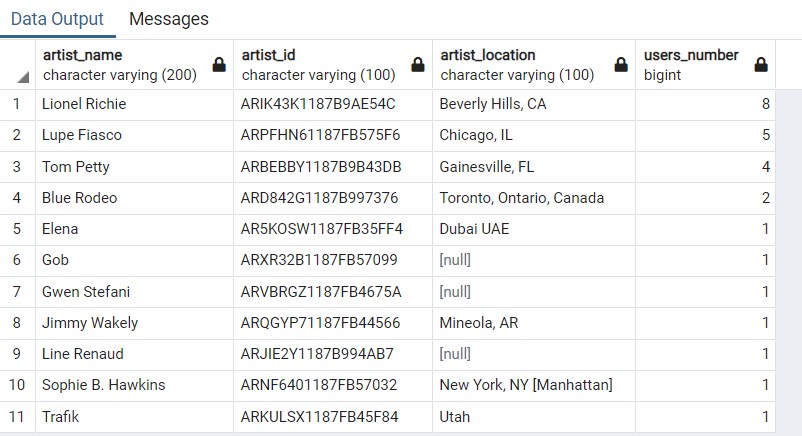 Data Output Messages
artist_name artist_id artist_location users_number
character varying (200) character varying (100) character varying (100) bigint
1 Lionel Richie ARIK43K1187B9AE54C Beverly Hills, CA 8
2 Lupe Fiasco ARPFHN61187FB575F6 Chicago, IL 5
3 Tom Petty ARBEBBY1187B9B43DB Gainesville, FL 4
4 Blue Rodeo ARD842G1187B997376 Toronto, Ontario, Canada 2
5 Elena AR5KOSW1187FB35FF4 Dubai UAE 1
6 Gob ARXR32B1187FB57099 [null] 1
7 Gwen Stefani ARVBRGZ1187FB4675A [null] 1
8 Jimmy Wakely ARQGYP71187FB44566 Mineola, AR 1
9 Line Renaud ARJIE2Y1187B994AB7 [null] 1
10 Sophie B. Hawkins ARNF6401187FB57032 New York, NY [Manhattan] 1
11 Trafik ARKULSX1187FB45F84 Utah 1